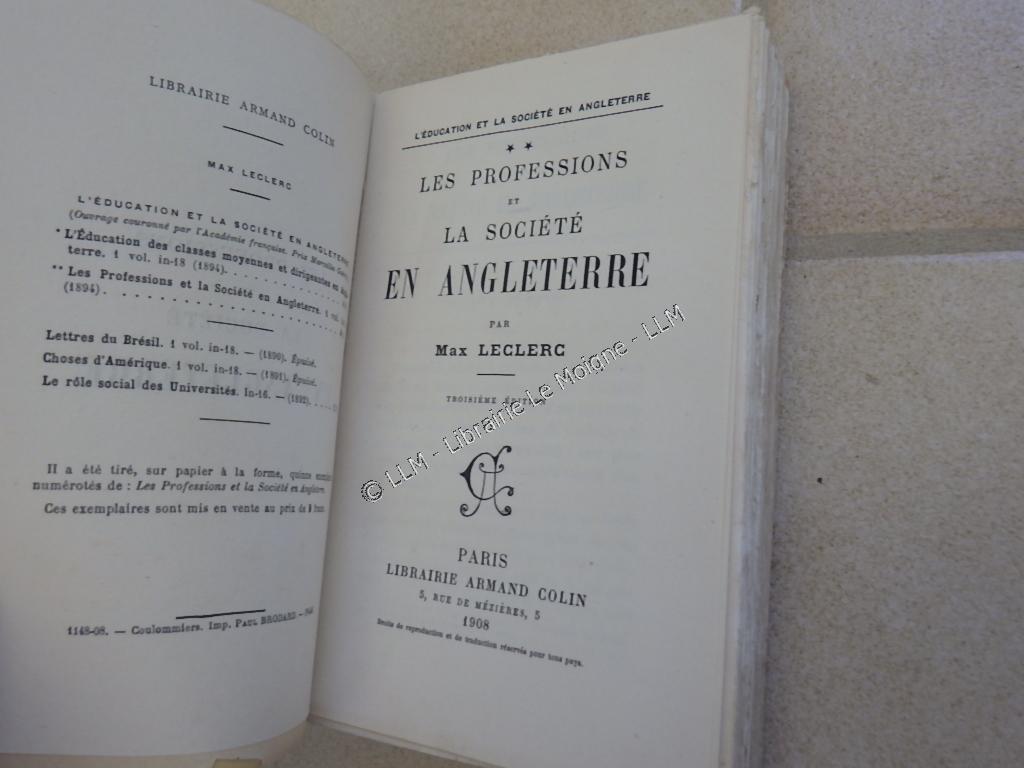 LIBRAIRIE ARMAND COLIN
MAX LECLERC
L'ÉDUCATION ET LA SOCIÉTÉ EN ANGLETERRE
(Ouvrage couronné par l'Académie française. Prix
* L'Éducation des classes moyennes et dirigeantes en
terre. 1 vol. in-18 (1894). . . . . . . . . .
** Les Professions et la Société en Angleterre. 1 vol.
(1894). . . . . . . . . . . . . . . . . . . .
Lettres du Brésil. 1 vol. in-18. — (1890). Épuisé.
Choses d'Amérique. 1 vol. in-18. — (1891). Épuisé.
Le rôle social des Universités. In-16. — (1892). . . .
Il a été tiré, sur papier à la forme, quinze
numérotés de : Les Professions et la Société en Angleterre.
Ces exemplaires sont mis en vente au prix de
1148-08. — Coulommiers. Imp. PAUL BRODARD. —
L'ÉDUCATION ET LA SOCIÉTÉ EN ANGLETERRE
★ ★
LES PROFESSIONS
ET
LA SOCIÉTÉ
EN ANGLETERRE
PAR
MAX LECLERC
TROISIÈME ÉDITION
PARIS
LIBRAIRIE ARMAND COLIN
5, RUE DE MÉZIÈRES, 5
1908
Droits de reproduction et de traduction réservés pour tous pays.
© LLM - Librairie Le Moigne - LLM